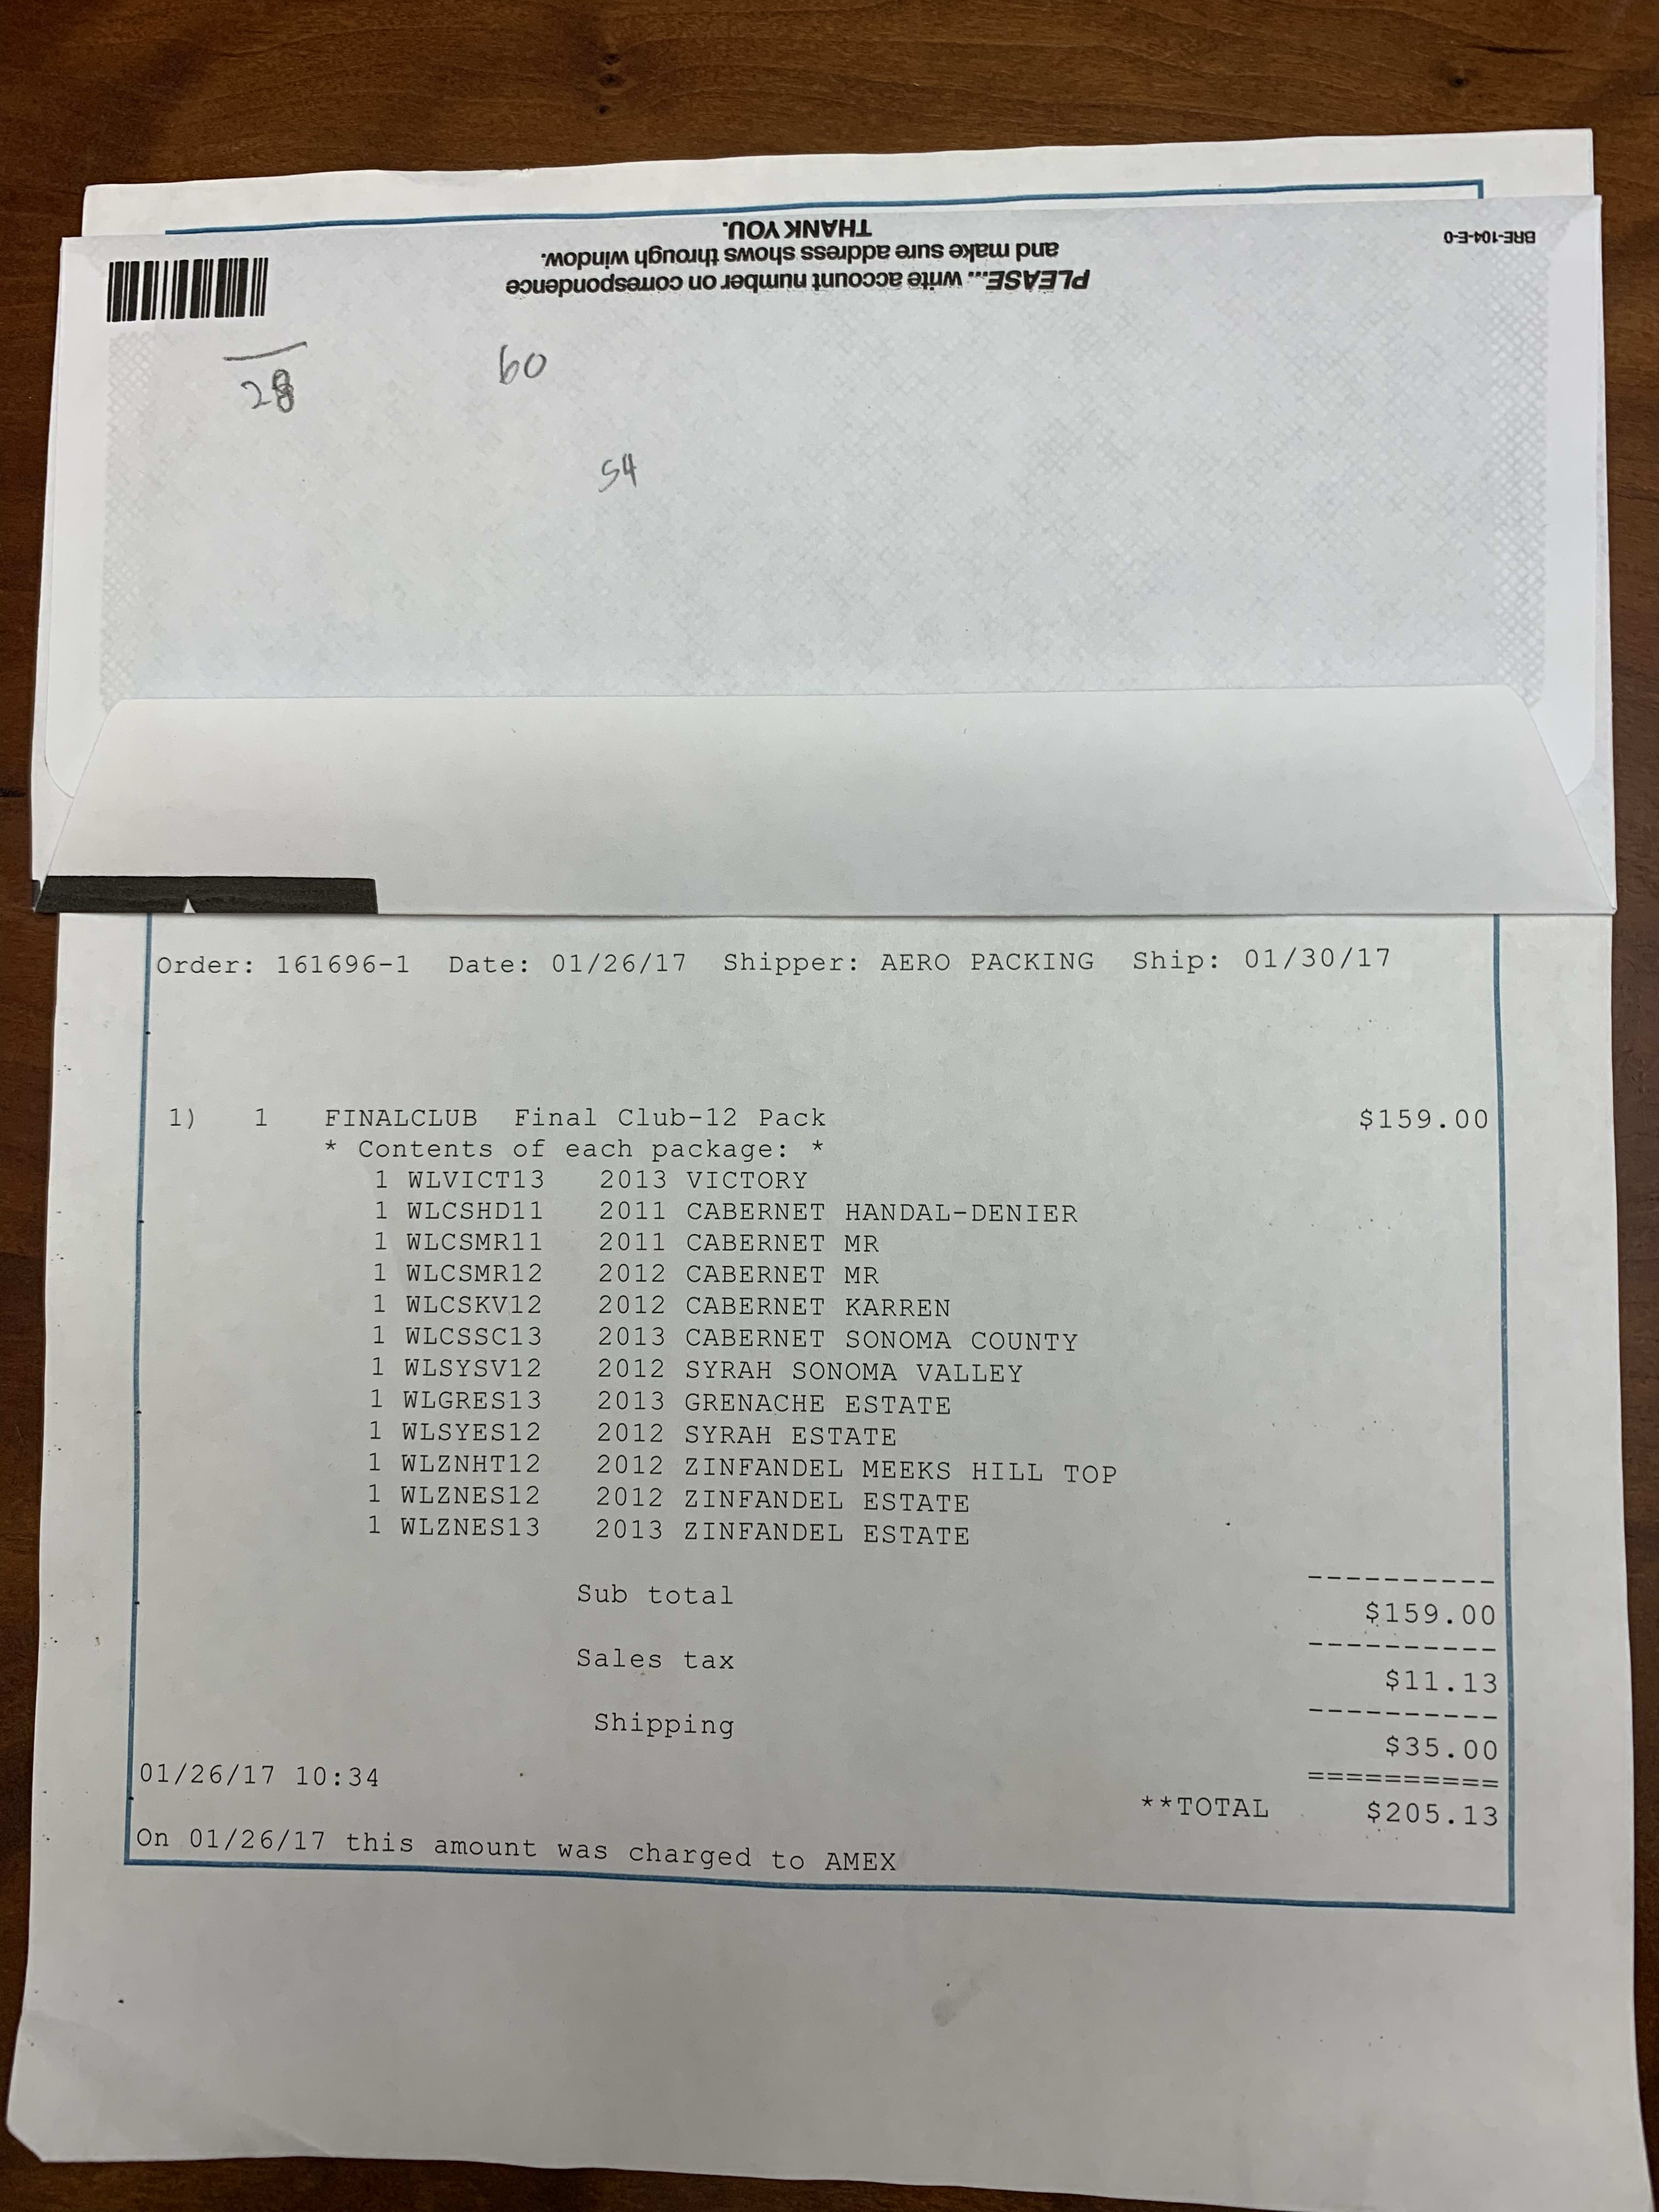 PLEASE... write account number on correspondence
and make sure address shows through window.
THANK YOU.
BRE-104-E-0
28
60
54
Order: 161696-1 Date: 01/26/17 Shipper: AERO PACKING Ship: 01/30/17
1) 1 FINALCLUB Final Club-12 Pack $159.00
* Contents of each package: *
1 WLVICT13 2013 VICTORY
1 WLCSHD11 2011 CABERNET HANDAL-DENIER
1 WLCSMR11 2011 CABERNET MR
1 WLCSMR12 2012 CABERNET MR
1 WLCSKV12 2012 CABERNET KARREN
1 WLCSSC13 2013 CABERNET SONOMA COUNTY
1 WLSYSV12 2012 SYRAH SONOMA VALLEY
1 WLGRES13 2013 GRENACHE ESTATE
1 WLSYES12 2012 SYRAH ESTATE
1 WLZNHT12 2012 ZINFANDEL MEEKS HILL TOP
1 WLZNES12 2012 ZINFANDEL ESTATE
1 WLZNES13 2013 ZINFANDEL ESTATE
----------
Sub total $159.00
----------
Sales tax $11.13
----------
Shipping $35.00
==========
01/26/17 10:34
**TOTAL $205.13
On 01/26/17 this amount was charged to AMEX